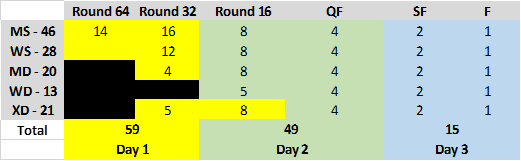 Round 64 Round 32 Round 16 QF SF F
MS - 46 14 16 8 4 2 1
WS - 28 12 8 4 2 1
MD - 20 4 8 4 2 1
WD - 13 5 4 2 1
XD - 21 5 8 4 2 1
Total 59 49 15
Day 1 Day 2 Day 3